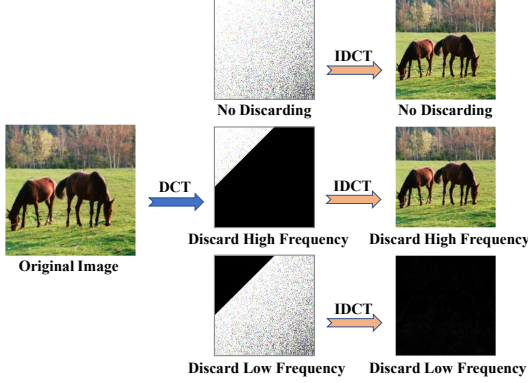 IDCT
No Discarding No Discarding
DCT
IDCT
Original Image
Discard High Frequency Discard High Frequency
IDCT
Discard Low Frequency Discard Low Frequency